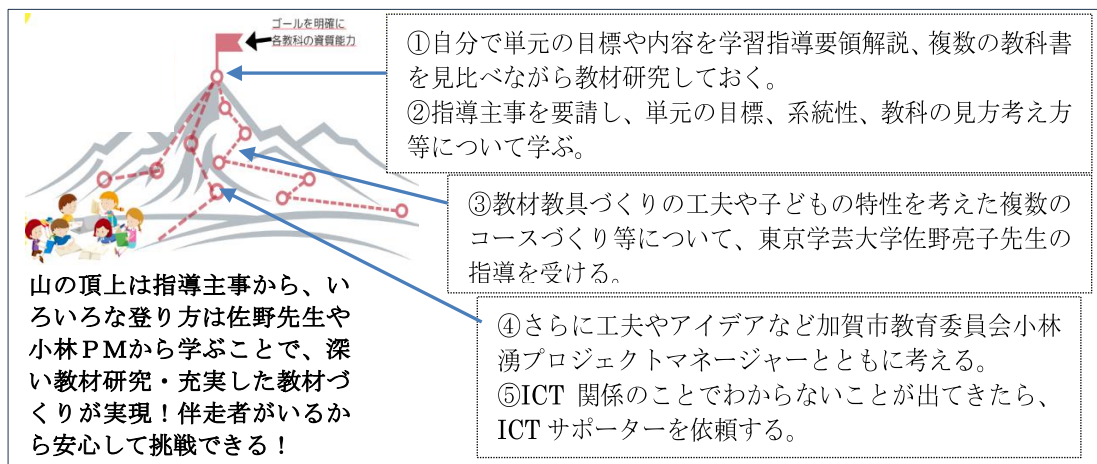 ゴールを明確に
各教科の資質能力
①自分で単元の目標や内容を学習指導要領解説、複数の教科書
を見比べながら教材研究しておく。
②指導主事を要請し、単元の目標、系統性、教科の見方考え方
等について学ぶ。
③教材教具づくりの工夫や子どもの特性を考えた複数の
コースづくり等について、東京学芸大学佐野亮子先生の
指導を受ける。
④さらに工夫やアイデアなど加賀市教育委員会小林
湧プロジェクトマネージャーとともに考える。
⑤ICT 関係のことでわからないことが出てきたら、
ICT サポーターを依頼する。
山の頂上は指導主事から、い
ろいろな登り方は佐野先生や
小林ＰＭから学ぶことで、深
い教材研究・充実した教材づ
くりが実現！伴走者がいるか
ら安心して挑戦できる！